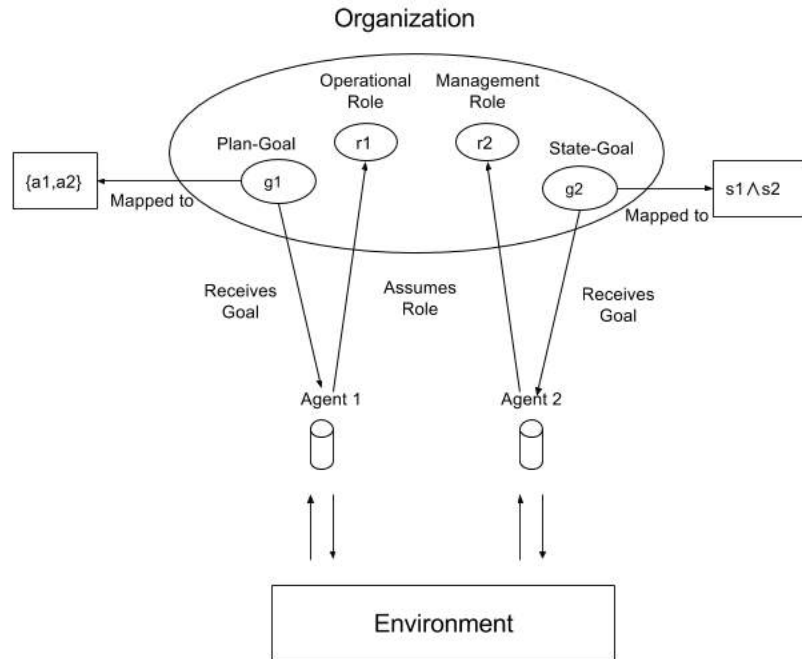 Organization
Operational
Role
Management
Role
Plan-Goal
r1
r2
State-Goal
{a1,a2}
g1
g2
s1∧s2
Mapped to
Mapped to
Receives
Goal
Assumes
Role
Receives
Goal
Agent 1
Agent 2
Environment